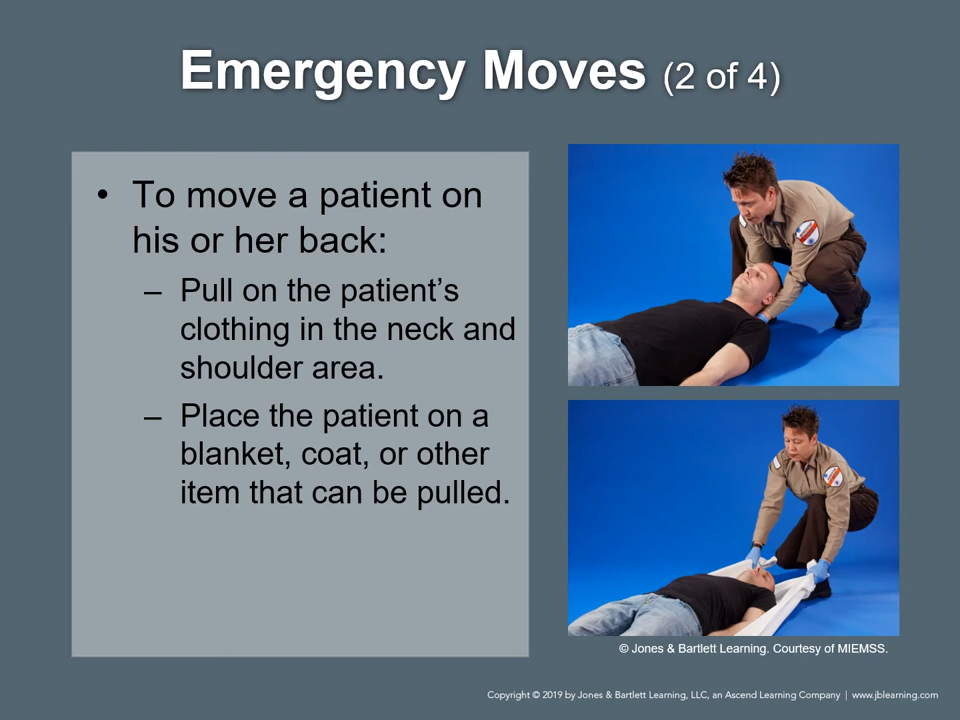 Emergency Moves (2 of 4)
• To move a patient on
his or her back:
– Pull on the patient’s
clothing in the neck and
shoulder area.
– Place the patient on a
blanket, coat, or other
item that can be pulled.
© Jones & Bartlett Learning. Courtesy of MIEMSS.
Copyright © 2019 by Jones & Bartlett Learning, LLC, an Ascend Learning Company | www.jblearning.com